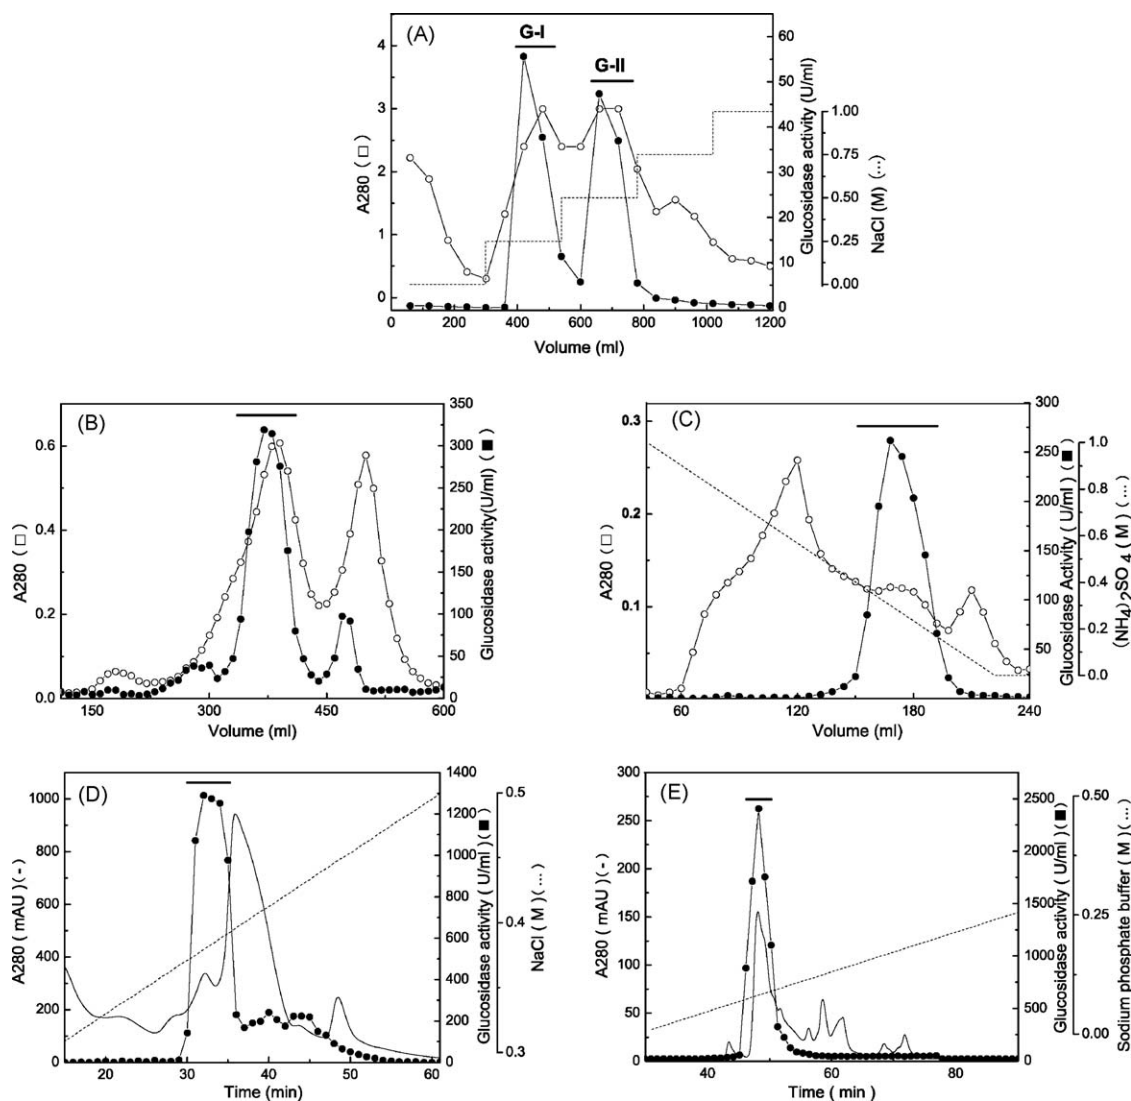 (A)
G-I
G-II
4
3
2
1
0
A280 (□)
0 200 400 600 800 1000 1200
Volume (ml)
60
50
40
30
20
10
0
Glucosidase activity (U/ml)
1.00
0.75
0.50
0.25
0.00
NaCl (M) (...)
(B)
0.6
0.4
0.2
0.0
A280 (□)
150 300 450 600
Volume (ml)
350
300
250
200
150
100
50
0
Glucosidase activity(U/ml) (■)
(C)
0.3
0.2
0.1
A280 (□)
60 120 180 240
Volume (ml)
300
250
200
150
100
50
Glucosidase Activity ( U/ml ) (■)
1.0
0.8
0.6
0.4
0.2
0.0
(NH4)2SO4 ( M ) (...)
(D)
1000
800
600
400
200
0
A280 ( mAU ) (-)
20 30 40 50 60
Time (min)
1400
1200
1000
800
600
400
200
0
Glucosidase activity ( U/ml ) (■)
0.5
0.4
0.3
NaCl ( M ) (...)
(E)
300
250
200
150
100
50
25
0
A280 ( mAU ) (-)
40 60 80
Time ( min )
2500
2000
1500
1000
500
0
Glucosidase activity ( U/ml ) (■)
0.50
0.25
0.00
Sodium phosphate buffer ( M ) (...)